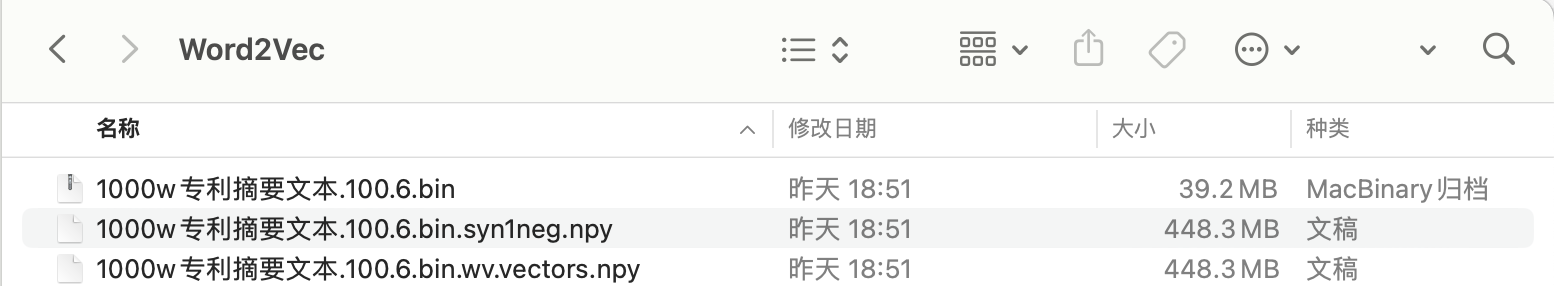 Word2Vec
名称 修改日期 大小 种类
1000w专利摘要文本.100.6.bin 昨天 18:51 39.2 MB MacBinary归档
1000w专利摘要文本.100.6.bin.syn1neg.npy 昨天 18:51 448.3 MB 文稿
1000w专利摘要文本.100.6.bin.wv.vectors.npy 昨天 18:51 448.3 MB 文稿